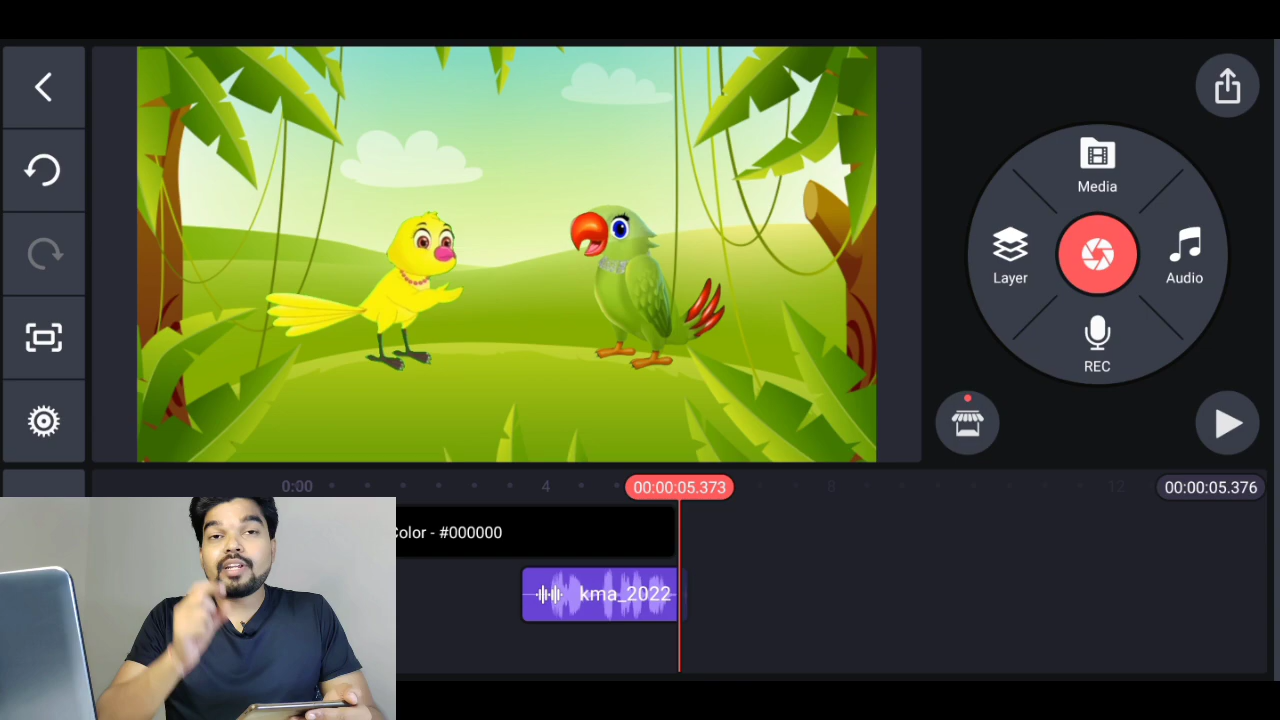 Media
Layer
Audio
REC
0:00
4
00:00:05.373
8
12
00:00:05.376
Color - #000000
kma_2022